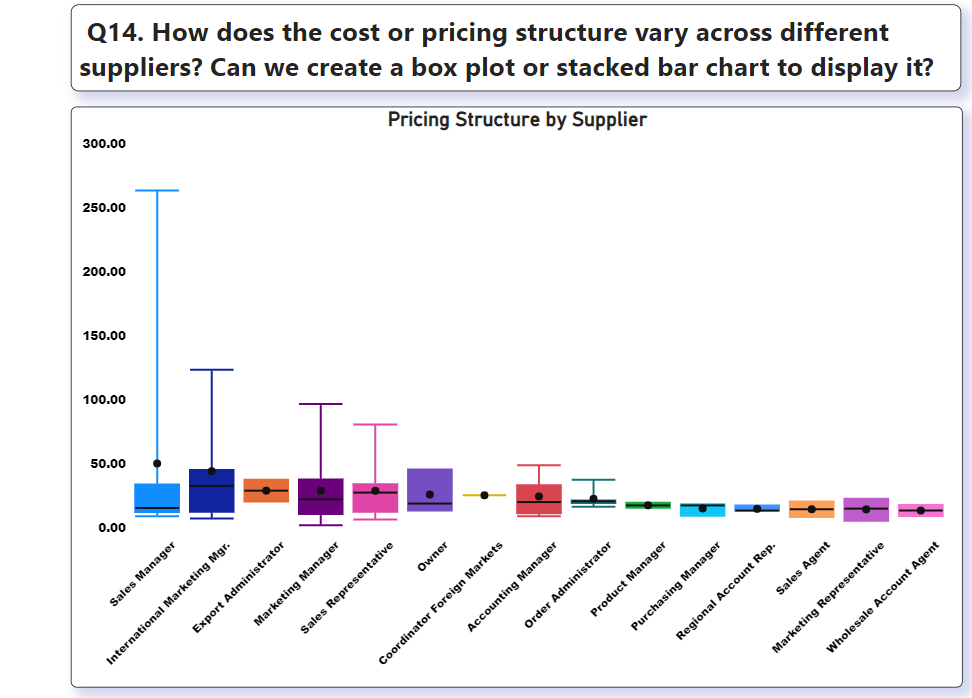 Q14. How does the cost or pricing structure vary across different
suppliers? Can we create a box plot or stacked bar chart to display it?
Pricing Structure by Supplier
300.00
250.00
200.00
150.00
100.00
50.00
0.00
Sales Manager
International Marketing Mgr.
Export Administrator
Marketing Manager
Sales Representative
Owner
Coordinator Foreign Markets
Accounting Manager
Order Administrator
Product Manager
Purchasing Manager
Regional Account Rep.
Sales Agent
Marketing Representative
Wholesale Account Agent